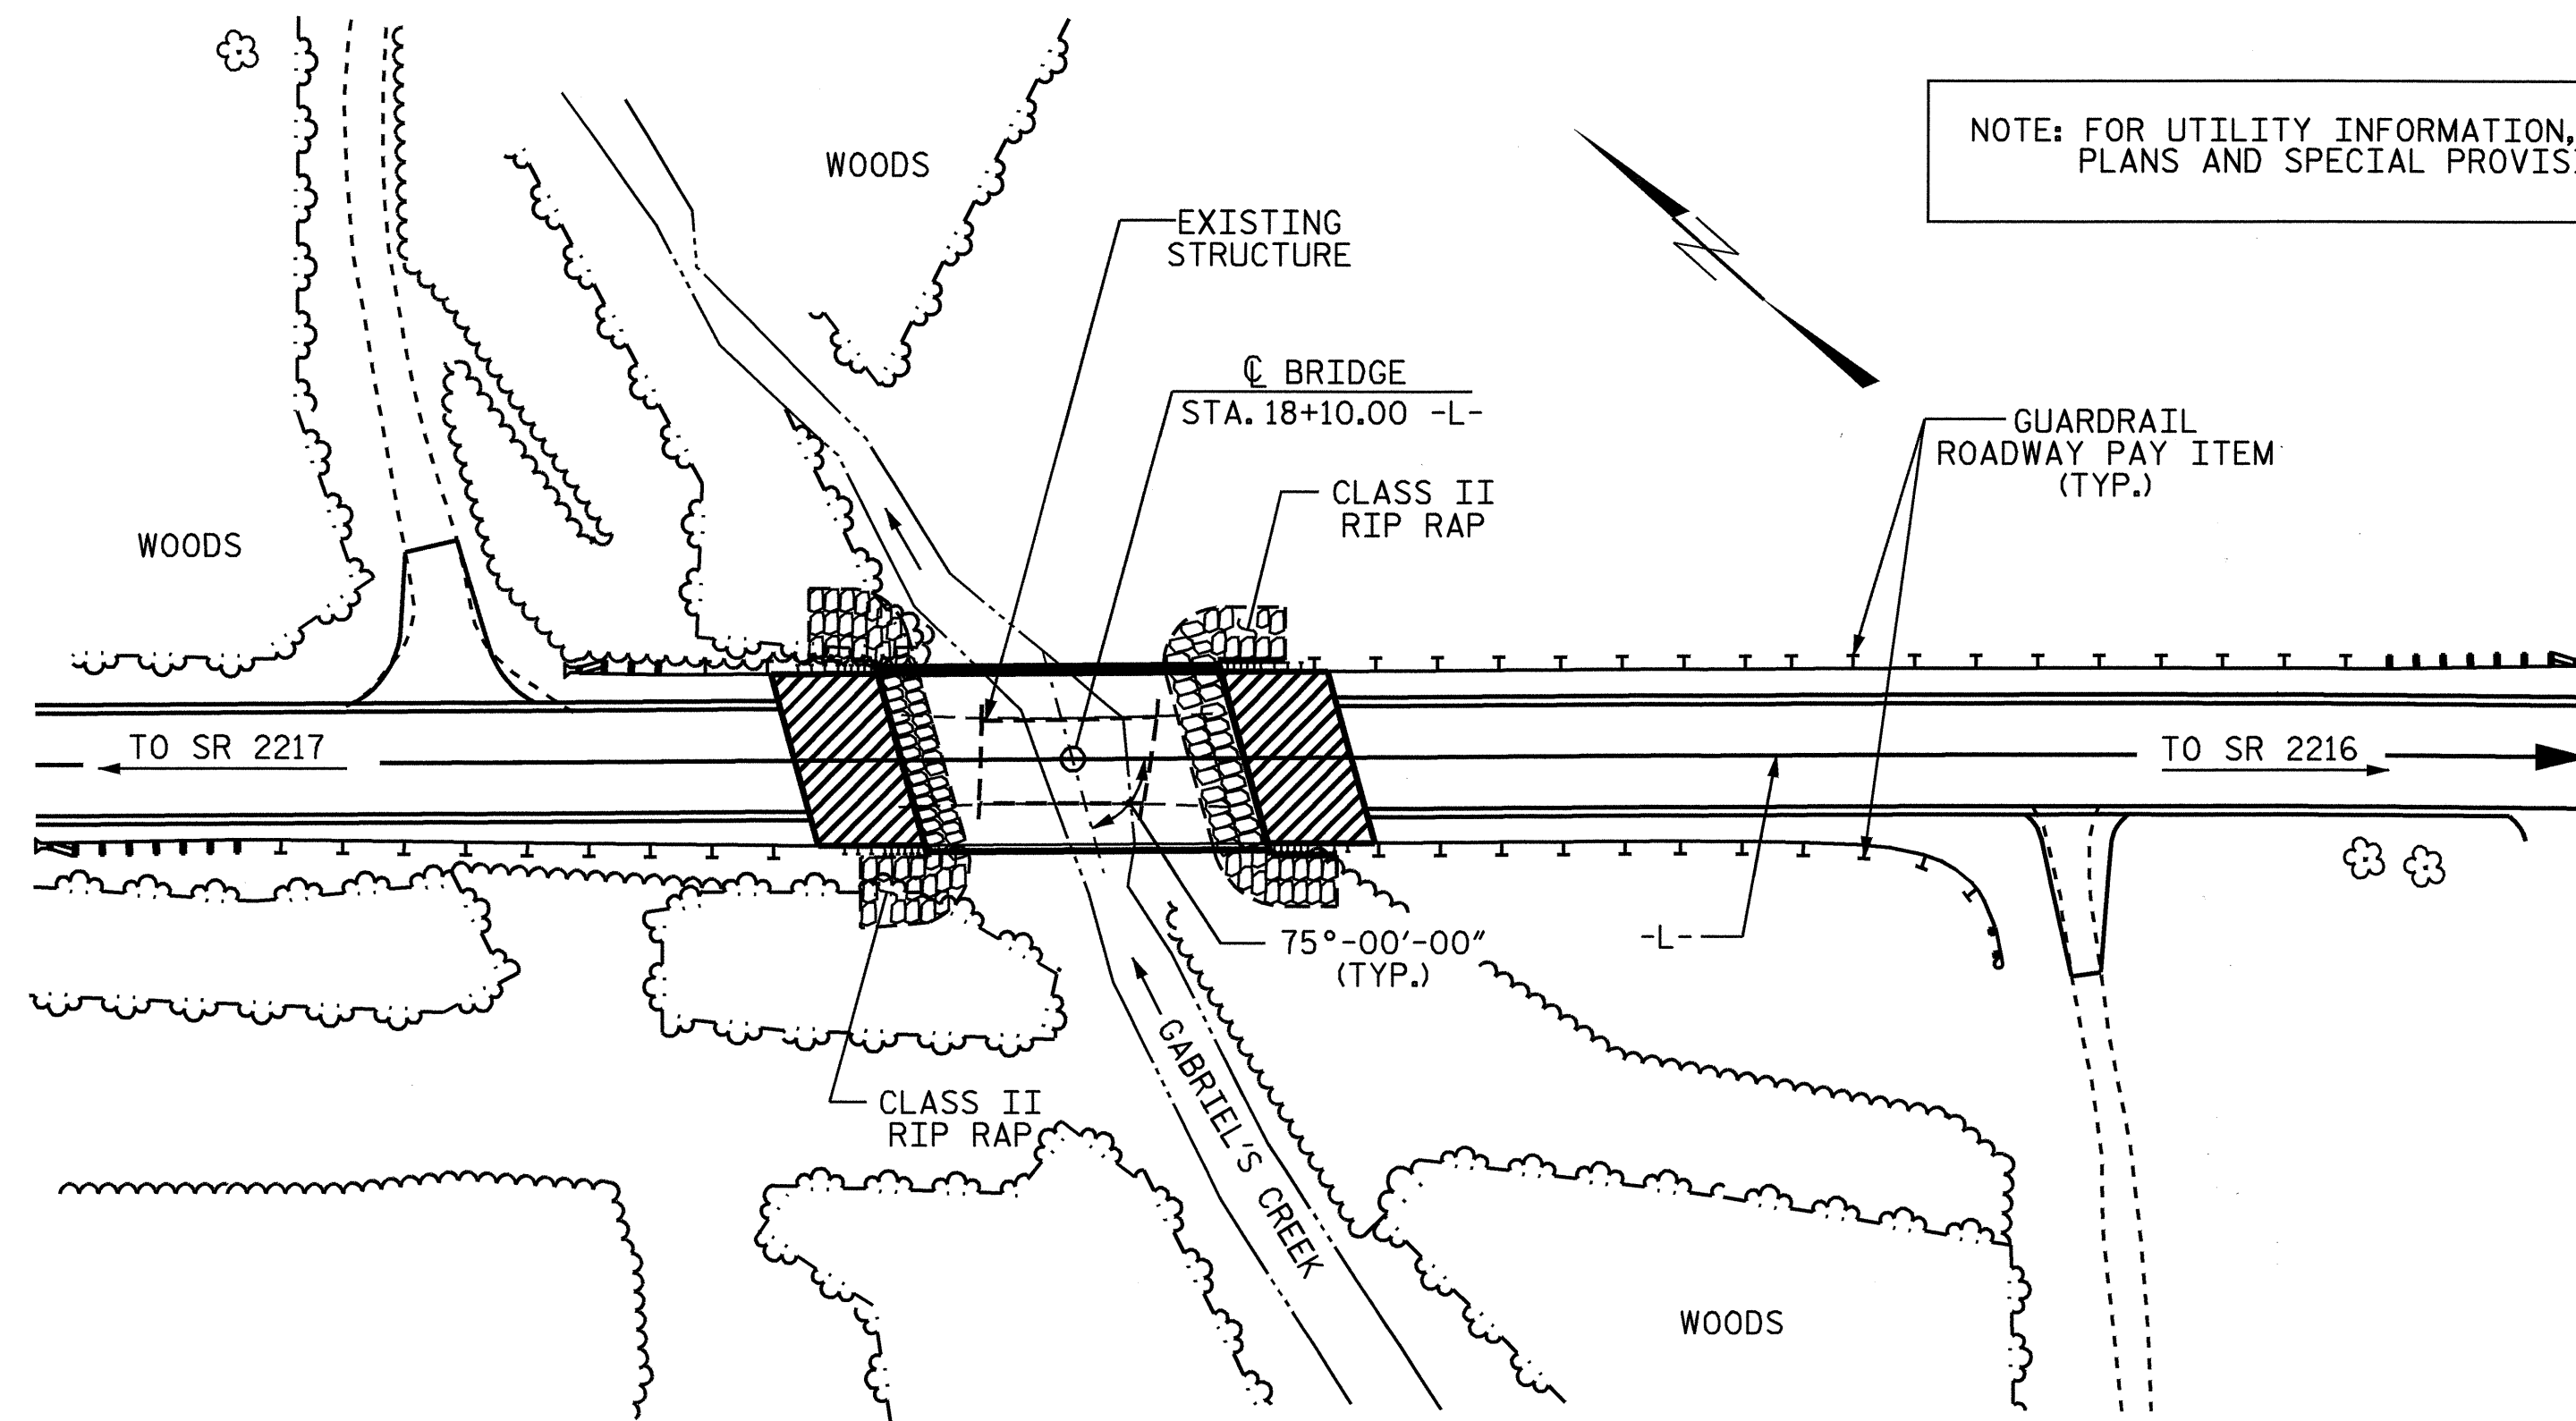 NOTE: FOR UTILITY INFORMATION,
PLANS AND SPECIAL
WOODS
EXISTING
STRUCTURE
℄ BRIDGE
STA. 18+10.00 -L-
GUARDRAIL
ROADWAY PAY ITEM
(TYP.)
CLASS II
RIP RAP
WOODS
N
TO SR 2217
TO SR 2216
75°-00'-00"
(TYP.)
-L-
GABRIEL'S CREEK
CLASS II
RIP RAP
WOODS